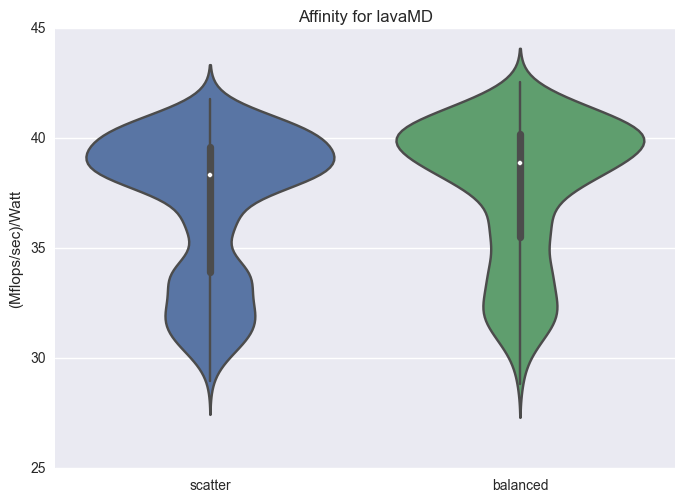 Affinity for lavaMD
45
40
35
30
25
(Mflops/sec)/Watt
scatter
balanced